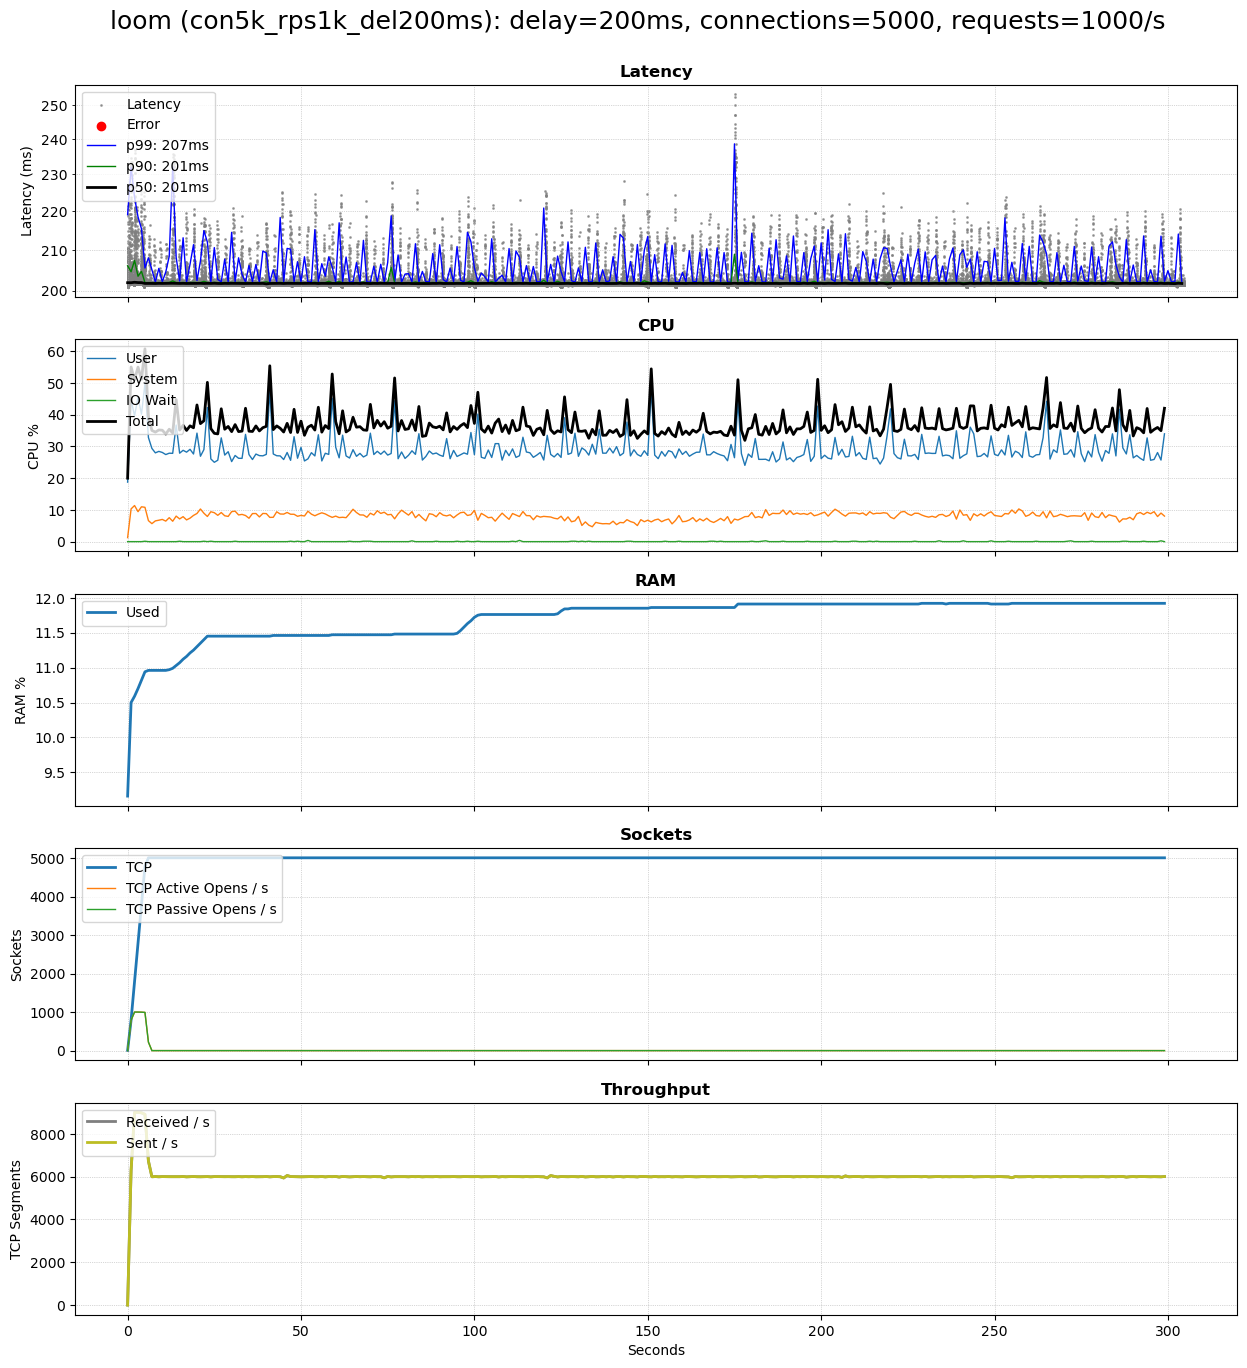 loom (con5k_rps1k_del200ms): delay=200ms, connections=5000, requests=1000/s
Latency
Latency (ms)
250
240
230
220
210
200
Latency
Error
p99: 207ms
p90: 201ms
p50: 201ms
CPU
CPU %
60
50
40
30
20
10
0
User
System
IO Wait
Total
RAM
RAM %
12.0
11.5
11.0
10.5
10.0
9.5
Used
Sockets
Sockets
5000
4000
3000
2000
1000
0
TCP
TCP Active Opens / s
TCP Passive Opens / s
Throughput
TCP Segments
8000
6000
4000
2000
0
Received / s
Sent / s
0 50 100 150 200 250 300
Seconds